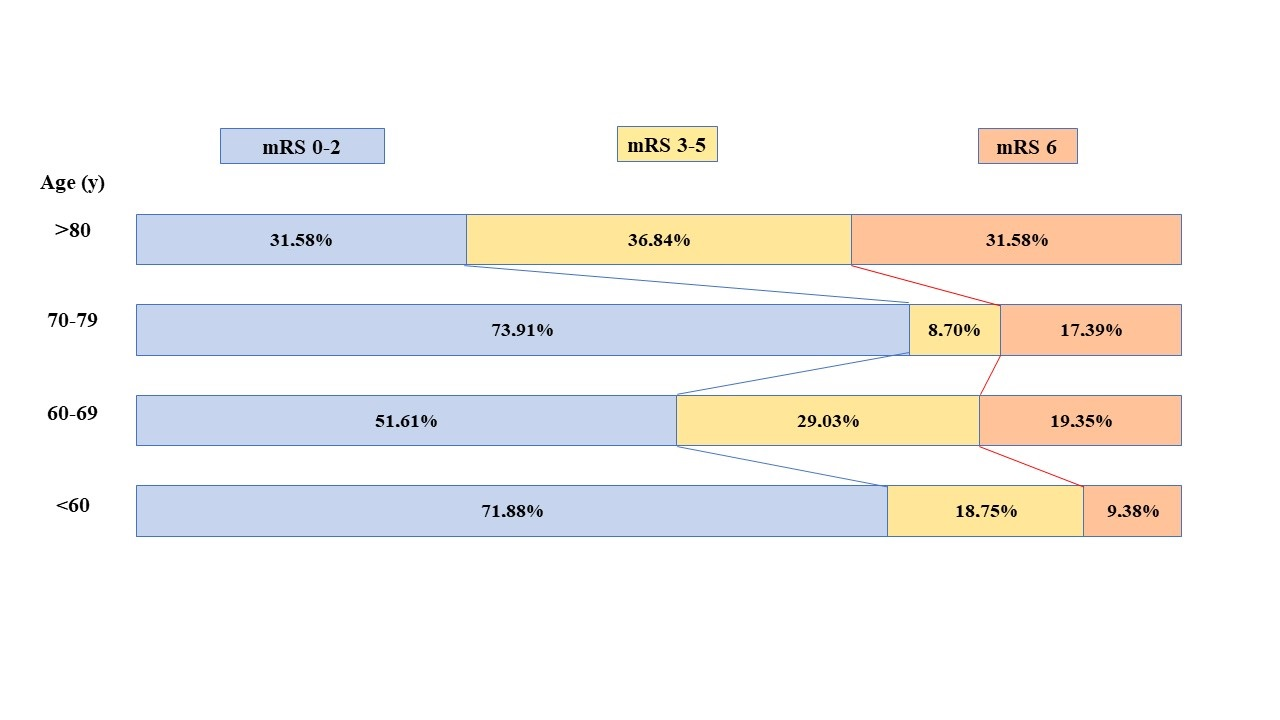 mRS 0-2 mRS 3-5 mRS 6
Age (y)
>80 31.58% 36.84% 31.58%
70-79 73.91% 8.70% 17.39%
60-69 51.61% 29.03% 19.35%
<60 71.88% 18.75% 9.38%